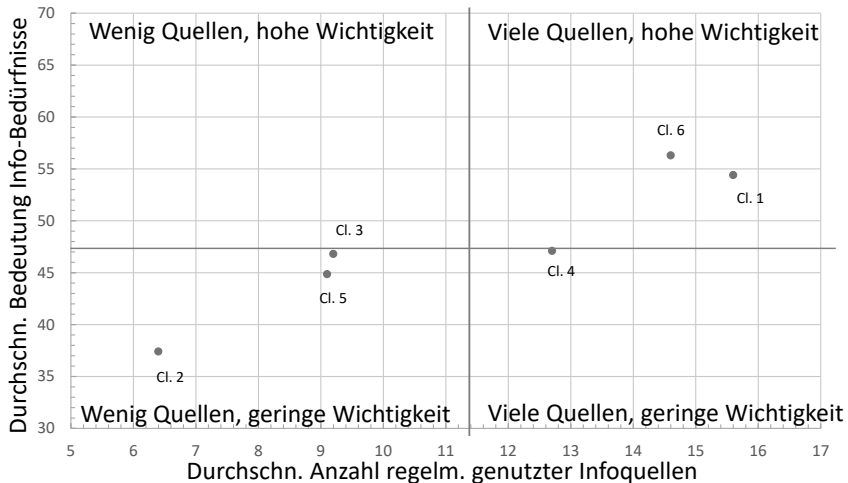 Durchschn. Bedeutung Info-Bedürfnisse
70
65
60
55
50
45
40
35
30
Wenig Quellen, hohe Wichtigkeit
Viele Quellen, hohe Wichtigkeit
Cl. 6
Cl. 1
Cl. 3
Cl. 4
Cl. 5
Cl. 2
Wenig Quellen, geringe Wichtigkeit
Viele Quellen, geringe Wichtigkeit
5 6 7 8 9 10 11 12 13 14 15 16 17
Durchschn. Anzahl regelm. genutzter Infoquellen